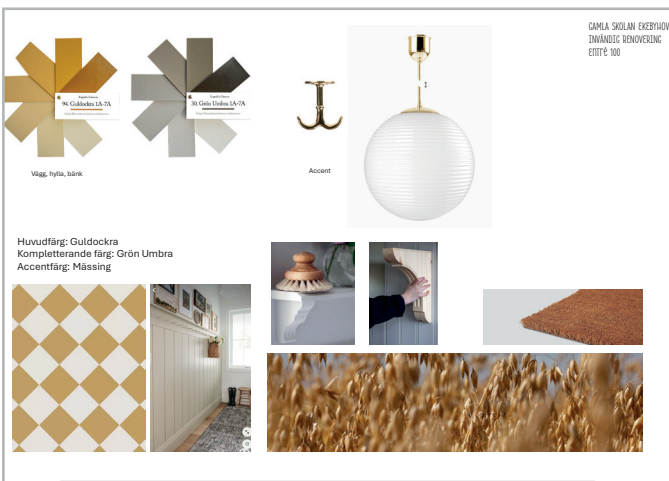 GAMLA SKOLAN EKEBYHOV
INVÄNDIG RENOVERING
ENTRÉ 100
94. Guldockra 1A-7A
30. Grön Umbra 1A-7A
Vägg, hylla, bänk
Accent
Huvudfärg: Guldockra
Kompletterande färg: Grön Umbra
Accentfärg: Mässing